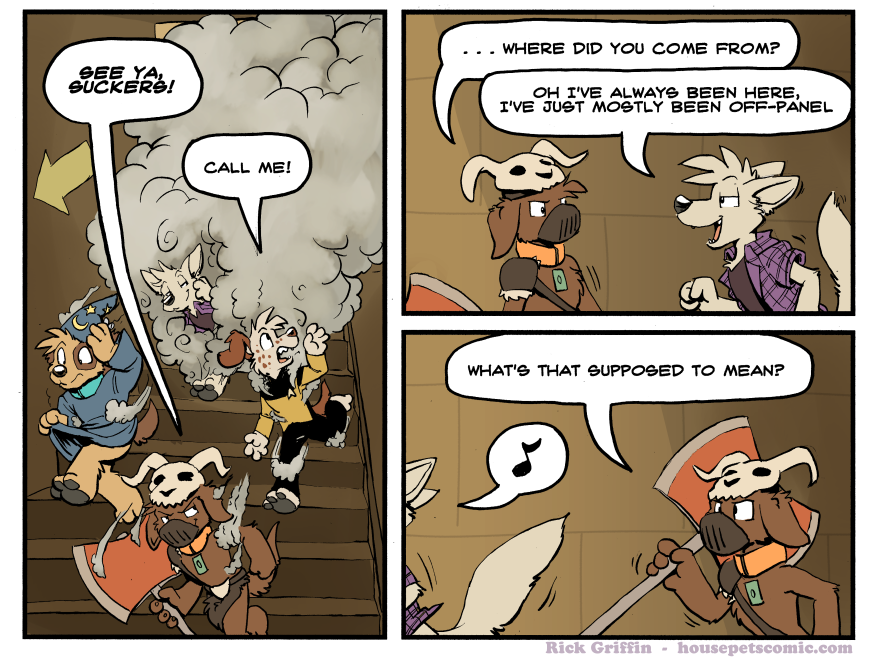 SEE YA,
SUCKERS!
CALL ME!
. . . WHERE DID YOU COME FROM?
OH I'VE ALWAYS BEEN HERE,
I'VE JUST MOSTLY BEEN OFF-PANEL
WHAT'S THAT SUPPOSED TO MEAN?
Rick Griffin - housepetscomic.com